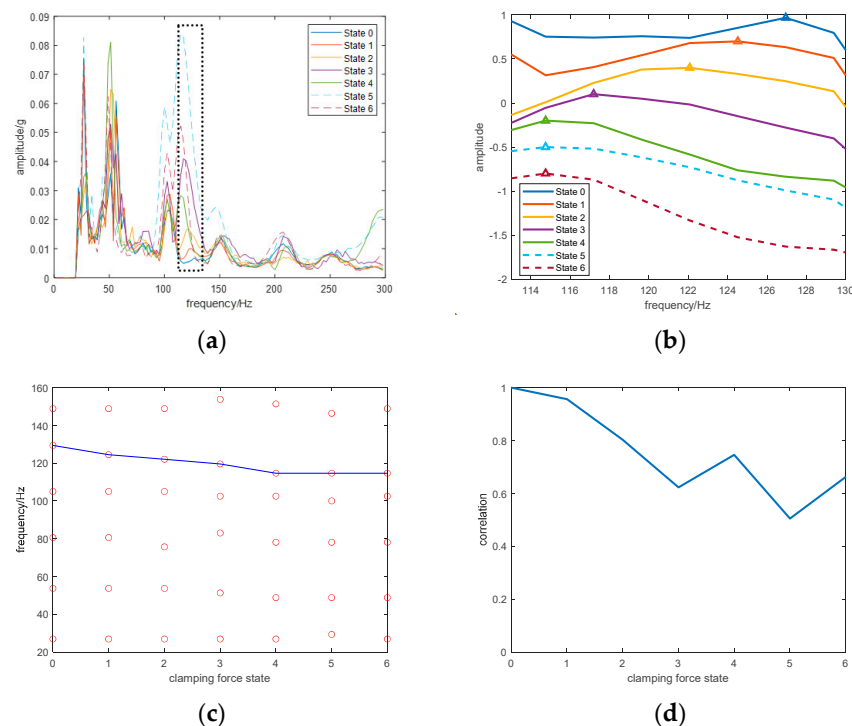 0.09
0.08
0.07
0.06
0.05
0.04
0.03
0.02
0.01
0
amplitude/g
0 50 100 150 200 250 300
frequency/Hz
State 0
State 1
State 2
State 3
State 4
State 5
State 6
(a)
1
0.5
0
-0.5
-1
-1.5
-2
amplitude
114 116 118 120 122 124 126 128 130
frequency/Hz
State 0
State 1
State 2
State 3
State 4
State 5
State 6
(b)
160
140
120
100
80
60
40
20
frequency/Hz
0 1 2 3 4 5 6
clamping force state
(c)
1
0.8
0.6
0.4
0.2
0
correlation
0 1 2 3 4 5 6
clamping force state
(d)